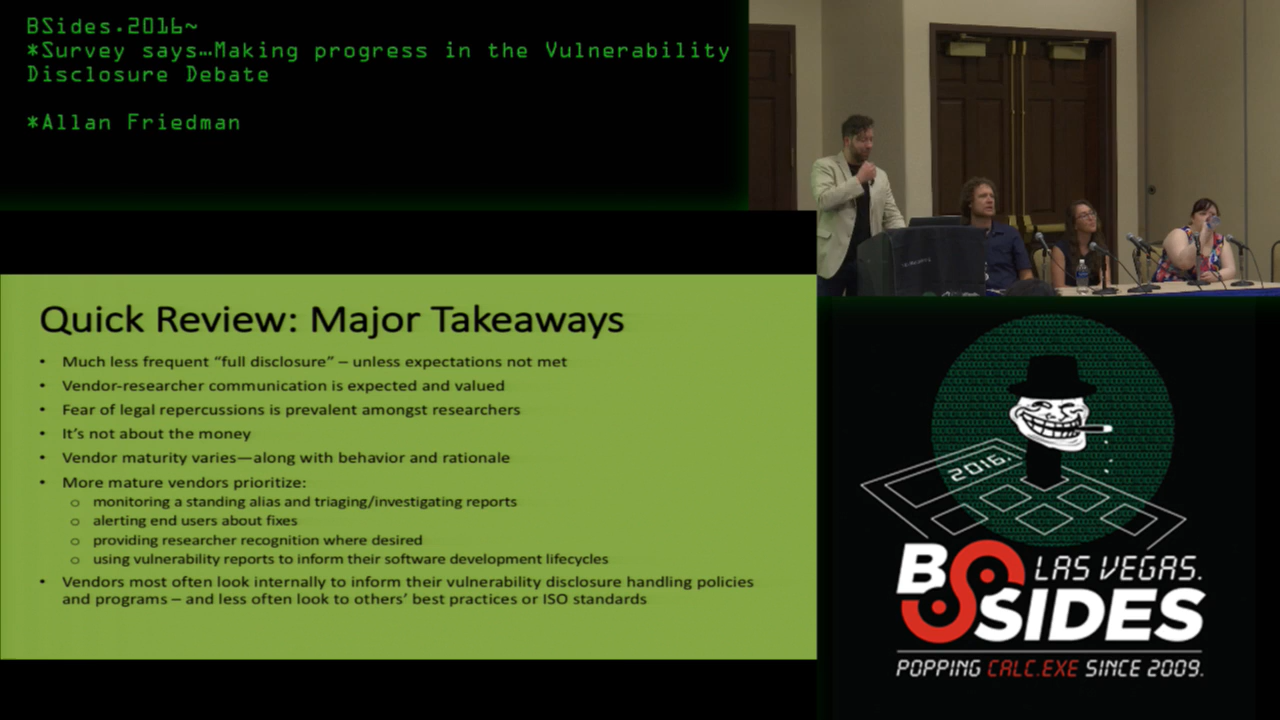 BSides.2016~
*Survey says…Making progress in the Vulnerability
Disclosure Debate
*Allan Friedman
Quick Review: Major Takeaways
• Much less frequent “full disclosure” – unless expectations not met
• Vendor-researcher communication is expected and valued
• Fear of legal repercussions is prevalent amongst researchers
• It’s not about the money
• Vendor maturity varies—along with behavior and rationale
• More mature vendors prioritize:
o monitoring a standing alias and triaging/investigating reports
o alerting end users about fixes
o providing researcher recognition where desired
o using vulnerability reports to inform their software development lifecycles
• Vendors most often look internally to inform their vulnerability disclosure handling policies
and programs – and less often look to others’ best practices or ISO standards
2016.
BSIDES
LAS VEGAS.
POPPING CALC.EXE SINCE 2009.